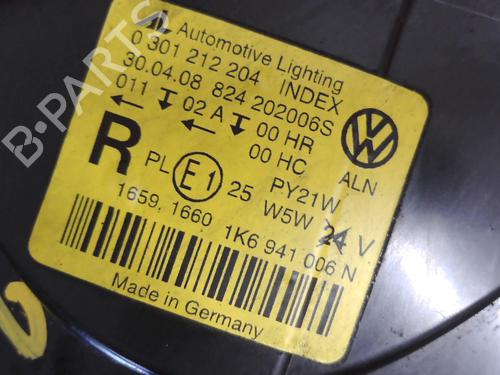 Automotive Lighting
0 301 212 204 INDEX
30.04.08 824 202006S
011 02 A 00 HR
00 HC
R PL E1 25 PY21W
W5W 24 V
ALN
1659, 1660 1K6 941 006 N
Made in Germany
B-PARTS